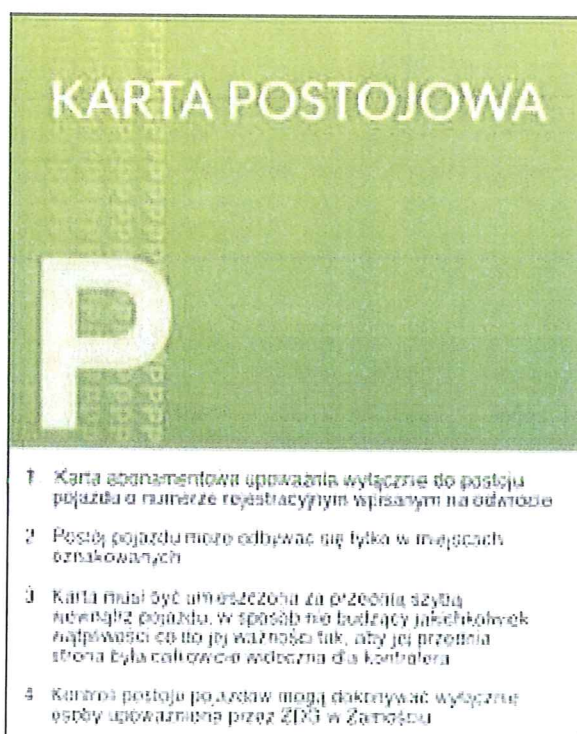 KARTA POSTOJOWA
P
1 Karta abonamentowa upoważnia wyłącznie do postoju
pojazdu o numerze rejestracyjnym wpisanym na odwrocie
2 Postój pojazdu może odbywać się tylko w miejscach
oznakowanych
3 Karta musi być umieszczona za przednią szybą
wewnątrz pojazdu, w sposób nie budzący jakichkolwiek
wątpliwości co do jej ważności tak, aby jej przednia
strona była całkowicie widoczna dla kontrolera
4 Kontroli postoju pojazdów mogą dokonywać wyłącznie
osoby upoważnione przez ZDG w Zamościu